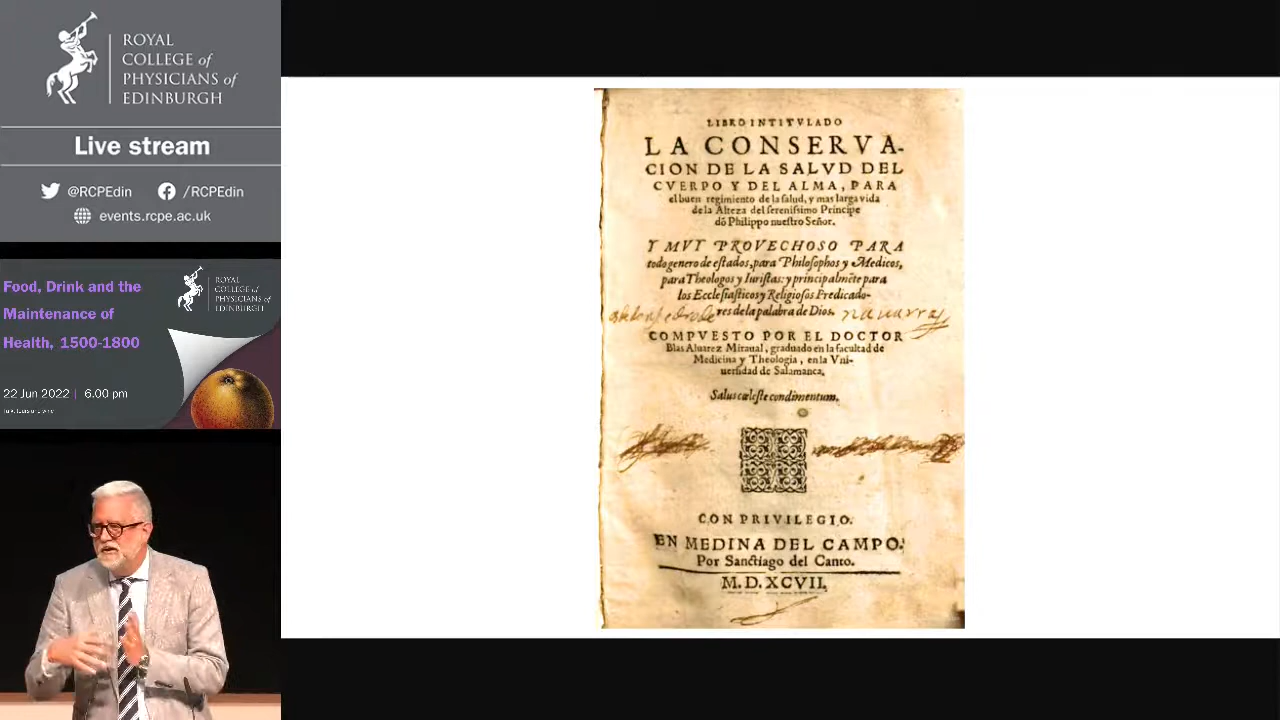 ROYAL
COLLEGE of
PHYSICIANS of
EDINBURGH
Live stream
@RCPEdin /RCPEdin
events.rcpe.ac.uk
Food, Drink and the
Maintenance of
Health, 1500-1800
22 Jun 2022 | 6.00 pm
ROYAL
COLLEGE of
PHYSICIANS of
EDINBURGH
LIBRO INTITVLADO
LA CONSERVA-
CION DE LA SALVD DEL
CVERPO Y DEL ALMA, PARA
el buen regimiento de la salud, y mas larga vida
de la Alteza del serenissimo Principe
dõ Philippo nuestro Señor.
Y MVY PROVECHOSO PARA
todo genero de estados, para Philosophos y Medicos,
para Theologos y Iuristas: y principalmẽte para
los Ecclesiasticos y Religiosos Predicado-
res de la palabra de Dios. navarra
COMPVESTO POR EL DOCTOR
Blas Aluarez Miraual, graduado en la facultad de
Medicina y Theologia, en la Vni-
uersidad de Salamanca.
Salus cæleste condimentum.
CON PRIVILEGIO.
EN MEDINA DEL CAMPO.
Por Sanctiago del Canto.
M. D. XCVII.